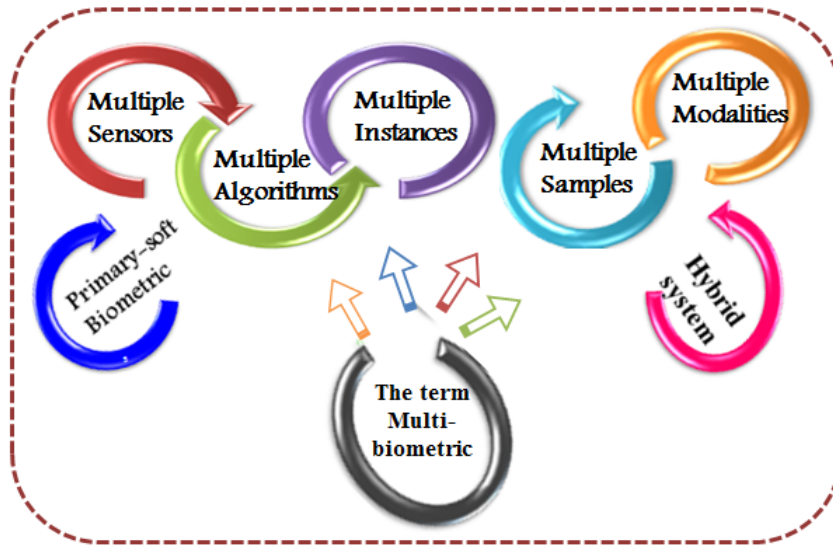 Multiple
Sensors
Multiple
Algorithms
Multiple
Instances
Multiple
Samples
Multiple
Modalities
Primary-soft
Biometric
Hybrid
system
The term
Multi-
biometric